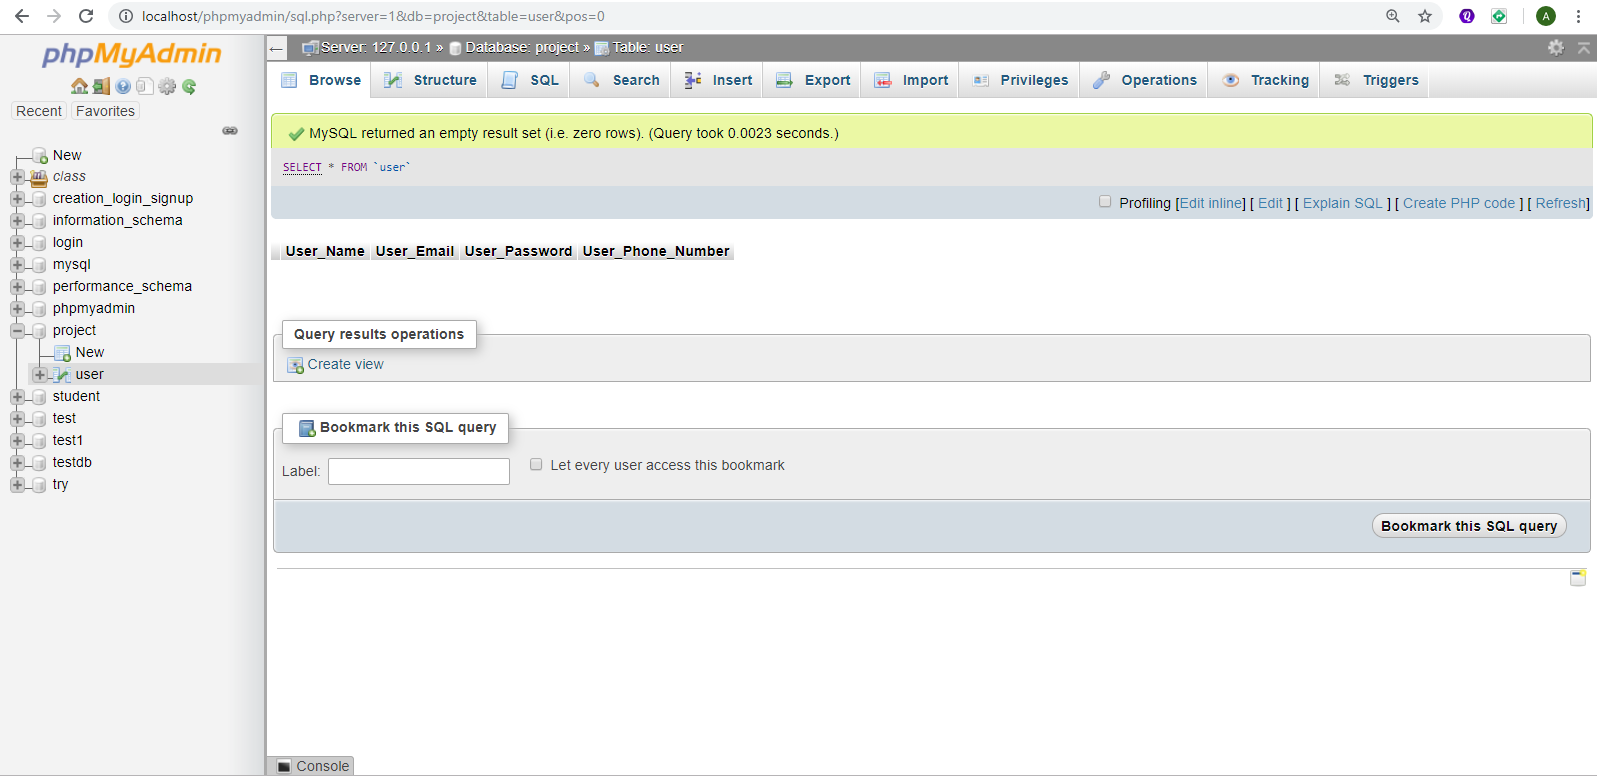 localhost/phpmyadmin/sql.php?server=1&db=project&table=user&pos=0
A
phpMyAdmin
Recent Favorites
New
class
creation_login_signup
information_schema
login
mysql
performance_schema
phpmyadmin
project
New
user
student
test
test1
testdb
try
Server: 127.0.0.1 » Database: project » Table: user
Browse Structure SQL Search Insert Export Import Privileges Operations Tracking Triggers
MySQL returned an empty result set (i.e. zero rows). (Query took 0.0023 seconds.)
SELECT * FROM `user`
Profiling [Edit inline] [ Edit ] [ Explain SQL ] [ Create PHP code ] [ Refresh]
User_Name User_Email User_Password User_Phone_Number
Query results operations
Create view
Bookmark this SQL query
Label: Let every user access this bookmark
Bookmark this SQL query
Console